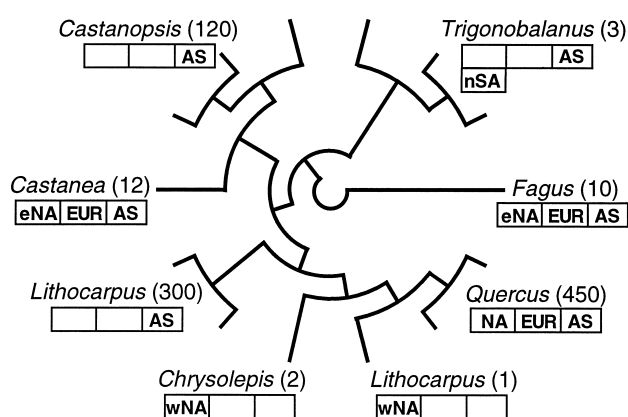 Castanopsis (120)
AS
Trigonobalanus (3)
AS
nSA
Castanea (12)
eNA EUR AS
Fagus (10)
eNA EUR AS
Lithocarpus (300)
AS
Quercus (450)
NA EUR AS
Chrysolepis (2)
wNA
Lithocarpus (1)
wNA